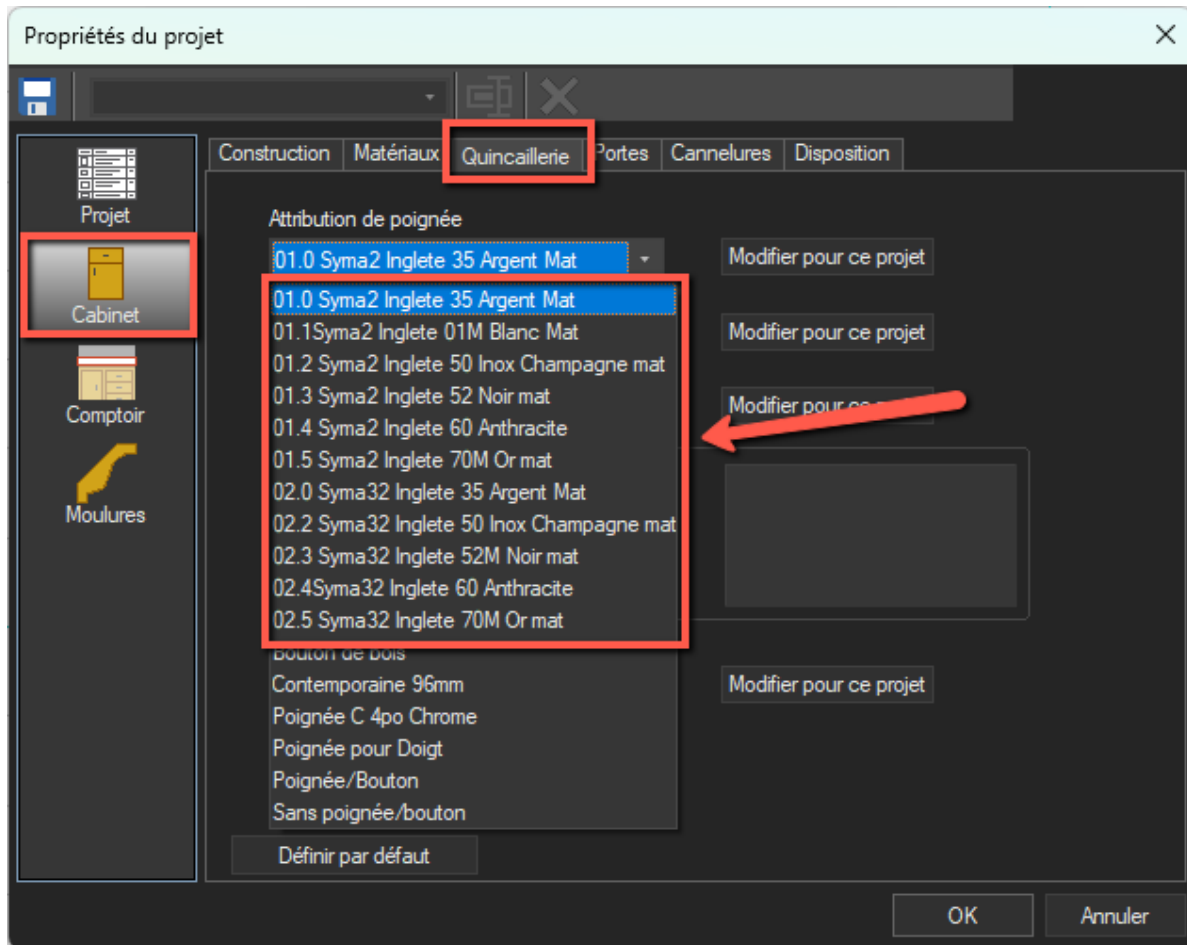 Propriétés du projet
Projet
Cabinet
Comptoir
Moulures
Construction Matériaux Quincaillerie Portes Cannelures Disposition
Attribution de poignée
01.0 Syma2 Inglete 35 Argent Mat
Modifier pour ce projet
01.0 Syma2 Inglete 35 Argent Mat
01.1Syma2 Inglete 01M Blanc Mat
Modifier pour ce projet
01.2 Syma2 Inglete 50 Inox Champagne mat
01.3 Syma2 Inglete 52 Noir mat
Modifier pour ce
01.4 Syma2 Inglete 60 Anthracite
01.5 Syma2 Inglete 70M Or mat
02.0 Syma32 Inglete 35 Argent Mat
02.2 Syma32 Inglete 50 Inox Champagne mat
02.3 Syma32 Inglete 52M Noir mat
02.4Syma32 Inglete 60 Anthracite
02.5 Syma32 Inglete 70M Or mat
Bouton de bois
Contemporaine 96mm
Modifier pour ce projet
Poignée C 4po Chrome
Poignée pour Doigt
Poignée/Bouton
Sans poignée/bouton
Définir par défaut
OK Annuler